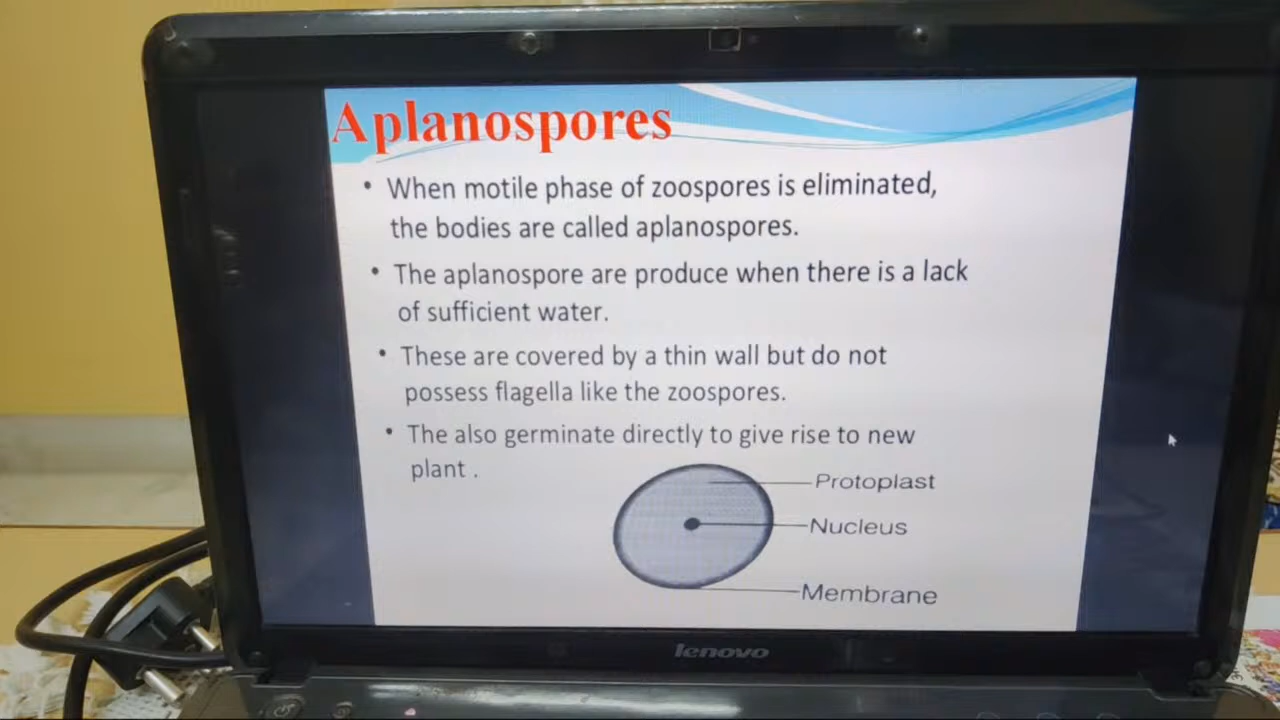 Aplanospores
• When motile phase of zoospores is eliminated,
the bodies are called aplanospores.
• The aplanospore are produce when there is a lack
of sufficient water.
• These are covered by a thin wall but do not
possess flagella like the zoospores.
• The also germinate directly to give rise to new
plant .
Protoplast
Nucleus
Membrane
lenovo